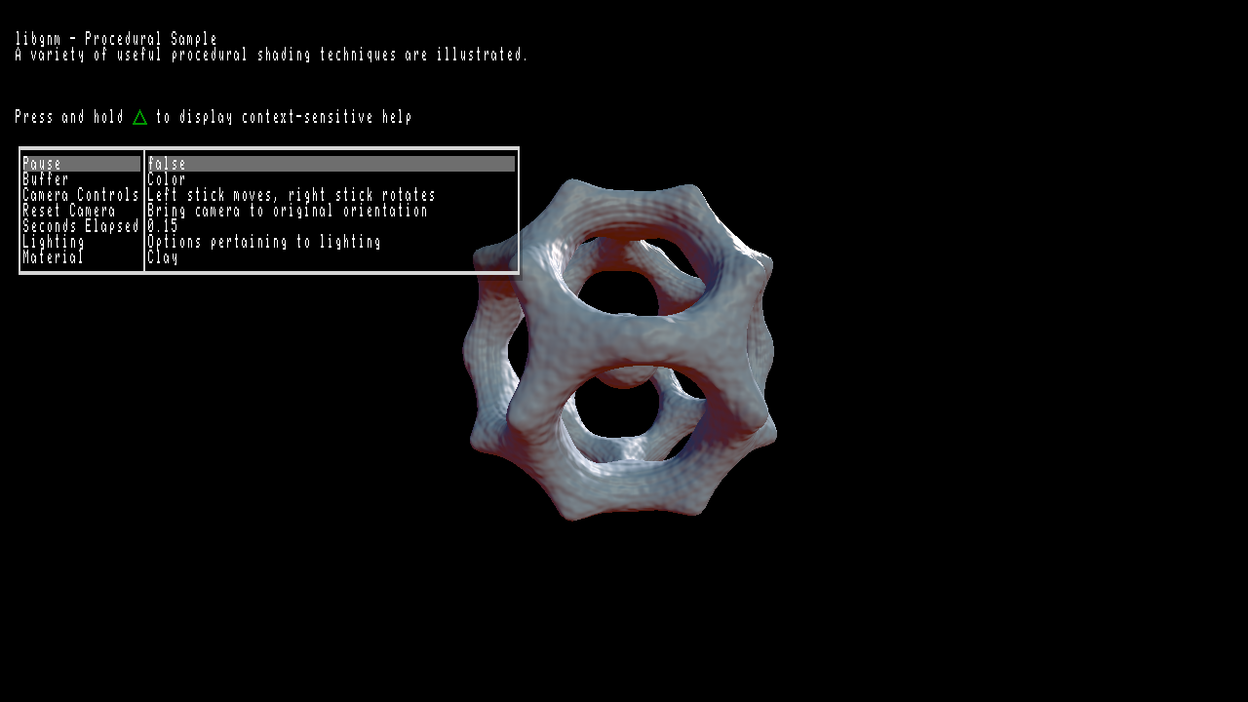 libgnm - Procedural Sample
A variety of useful procedural shading techniques are illustrated.
Press and hold △ to display context-sensitive help
Pause false
Buffer Color
Camera Controls Left stick moves, right stick rotates
Reset Camera Bring camera to original orientation
Seconds Elapsed 0.15
Lighting Options pertaining to lighting
Material Clay